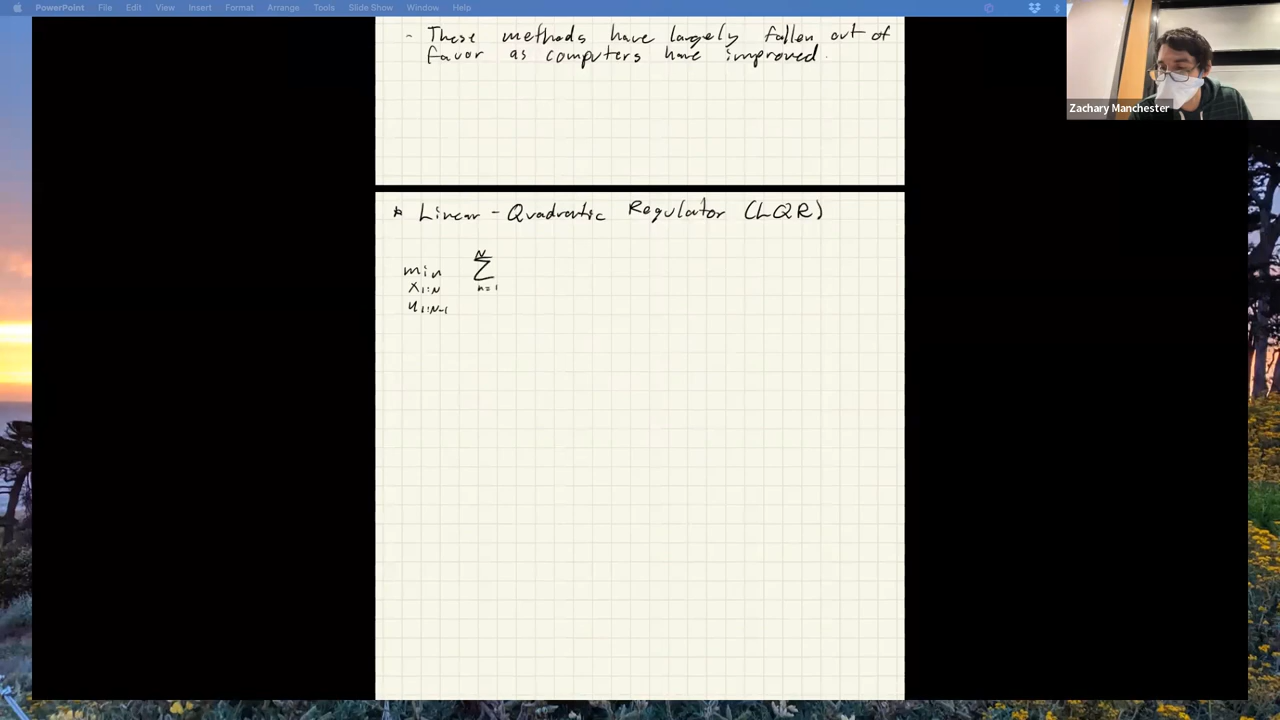 PowerPoint File Edit View Insert Format Arrange Tools Slide Show Window Help
- These methods have largely fallen out of
favor as computers have improved.
Zachary Manchester
* Linear - Quadratic Regulator (LQR)
min ∑ N n=1
x1:N
u1:N-1